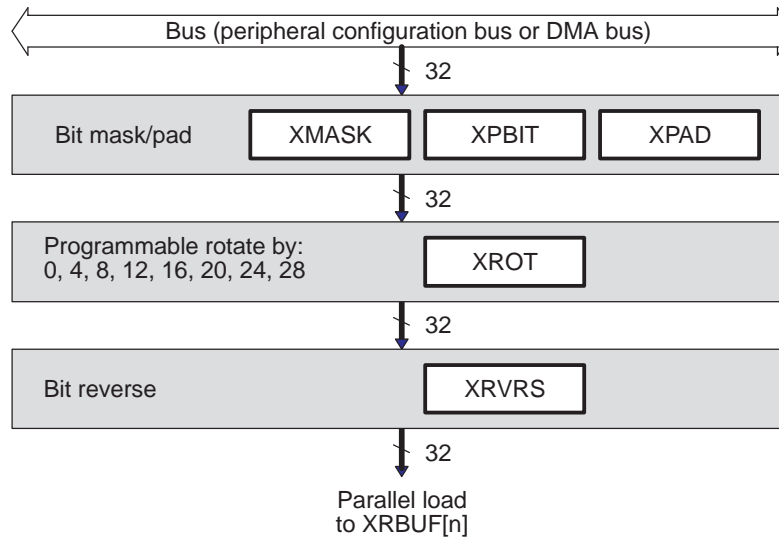 Bus (peripheral configuration bus or DMA bus)
32
Bit mask/pad XMASK XPBIT XPAD
32
Programmable rotate by:
0, 4, 8, 12, 16, 20, 24, 28
XROT
32
Bit reverse XRVRS
32
Parallel load
to XRBUF[n]